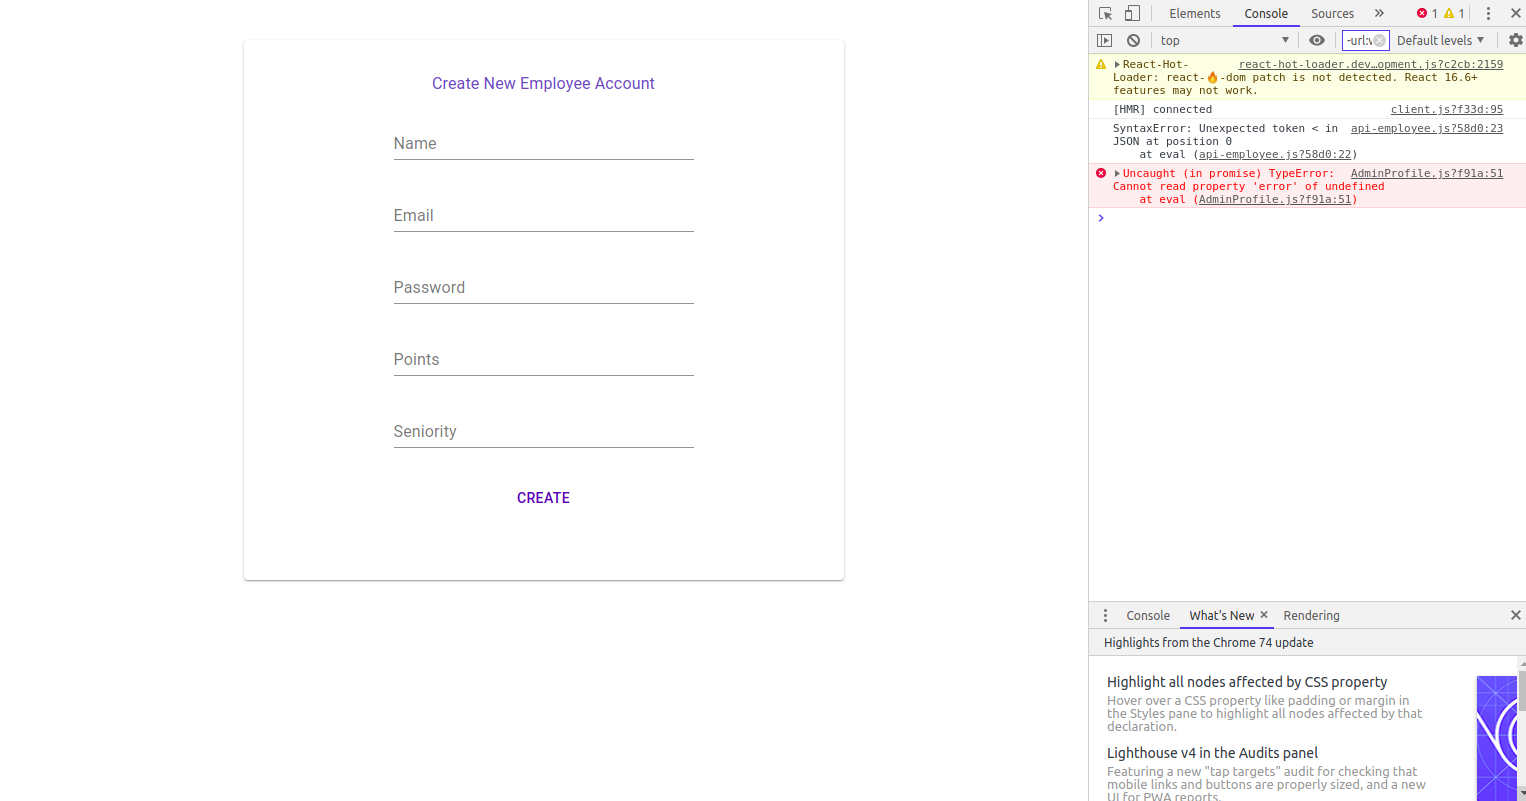 Create New Employee Account
Name
Email
Password
Points
Seniority
CREATE
Elements Console Sources » 1 1
top -url:v Default levels
React-Hot- react-hot-loader.dev…opment.js?c2cb:2159
Loader: react-🔥-dom patch is not detected. React 16.6+
features may not work.
[HMR] connected client.js?f33d:95
SyntaxError: Unexpected token < in api-employee.js?58d0:23
JSON at position 0
at eval (api-employee.js?58d0:22)
Uncaught (in promise) TypeError: AdminProfile.js?f91a:51
Cannot read property 'error' of undefined
at eval (AdminProfile.js?f91a:51)
Console What's New Rendering
Highlights from the Chrome 74 update
Highlight all nodes affected by CSS property
Hover over a CSS property like padding or margin in
the Styles pane to highlight all nodes affected by that
declaration.
Lighthouse v4 in the Audits panel
Featuring a new "tap targets" audit for checking that
mobile links and buttons are properly sized, and a new
UI for PWA reports.